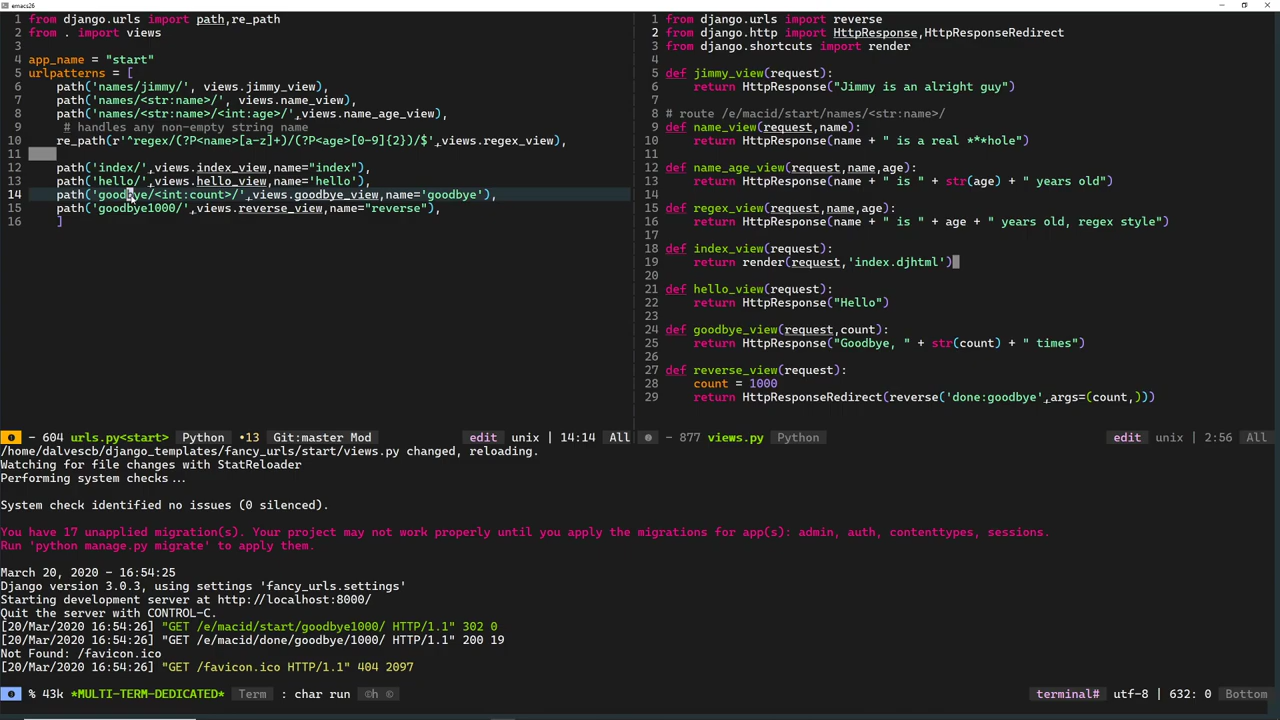 emacs26
1 from django.urls import path,re_path
2 from . import views
3
4 app_name = "start"
5 urlpatterns = [
6     path('names/jimmy/', views.jimmy_view),
7     path('names/<str:name>/', views.name_view),
8     path('names/<str:name>/<int:age>/',views.name_age_view),
9      # handles any non-empty string name
10     re_path(r'^regex/(?P<name>[a-z]+)/(?P<age>[0-9]{2})/$',views.regex_view),
11
12     path('index/',views.index_view,name="index"),
13     path('hello/',views.hello_view,name='hello'),
14     path('goodbye/<int:count>/',views.goodbye_view,name='goodbye'),
15     path('goodbye1000/',views.reverse_view,name="reverse"),
16     ]
- 604 urls.py<start> Python •13 Git:master Mod edit unix | 14:14 All
1 from django.urls import reverse
2 from django.http import HttpResponse,HttpResponseRedirect
3 from django.shortcuts import render
4
5 def jimmy_view(request):
6     return HttpResponse("Jimmy is an alright guy")
7
8 # route /e/macid/start/names/<str:name>/
9 def name_view(request,name):
10     return HttpResponse(name + " is a real ***hole")
11
12 def name_age_view(request,name,age):
13     return HttpResponse(name + " is " + str(age) + " years old")
14
15 def regex_view(request,name,age):
16     return HttpResponse(name + " is " + age + " years old, regex style")
17
18 def index_view(request):
19     return render(request,'index.djhtml')
20
21 def hello_view(request):
22     return HttpResponse("Hello")
23
24 def goodbye_view(request,count):
25     return HttpResponse("Goodbye, " + str(count) + " times")
26
27 def reverse_view(request):
28     count = 1000
29     return HttpResponseRedirect(reverse('done:goodbye',args=(count,)))
- 877 views.py Python edit unix | 2:56 All
/home/dalvescb/django_templates/fancy_urls/start/views.py changed, reloading.
Watching for file changes with StatReloader
Performing system checks...

System check identified no issues (0 silenced).

You have 17 unapplied migration(s). Your project may not work properly until you apply the migrations for app(s): admin, auth, contenttypes, sessions.
Run 'python manage.py migrate' to apply them.

March 20, 2020 - 16:54:25
Django version 3.0.3, using settings 'fancy_urls.settings'
Starting development server at http://localhost:8000/
Quit the server with CONTROL-C.
[20/Mar/2020 16:54:26] "GET /e/macid/start/goodbye1000/ HTTP/1.1" 302 0
[20/Mar/2020 16:54:26] "GET /e/macid/done/goodbye/1000/ HTTP/1.1" 200 19
Not Found: /favicon.ico
[20/Mar/2020 16:54:26] "GET /favicon.ico HTTP/1.1" 404 2097
% 43k *MULTI-TERM-DEDICATED* Term : char run ©h © terminal# utf-8 | 632: 0 Bottom